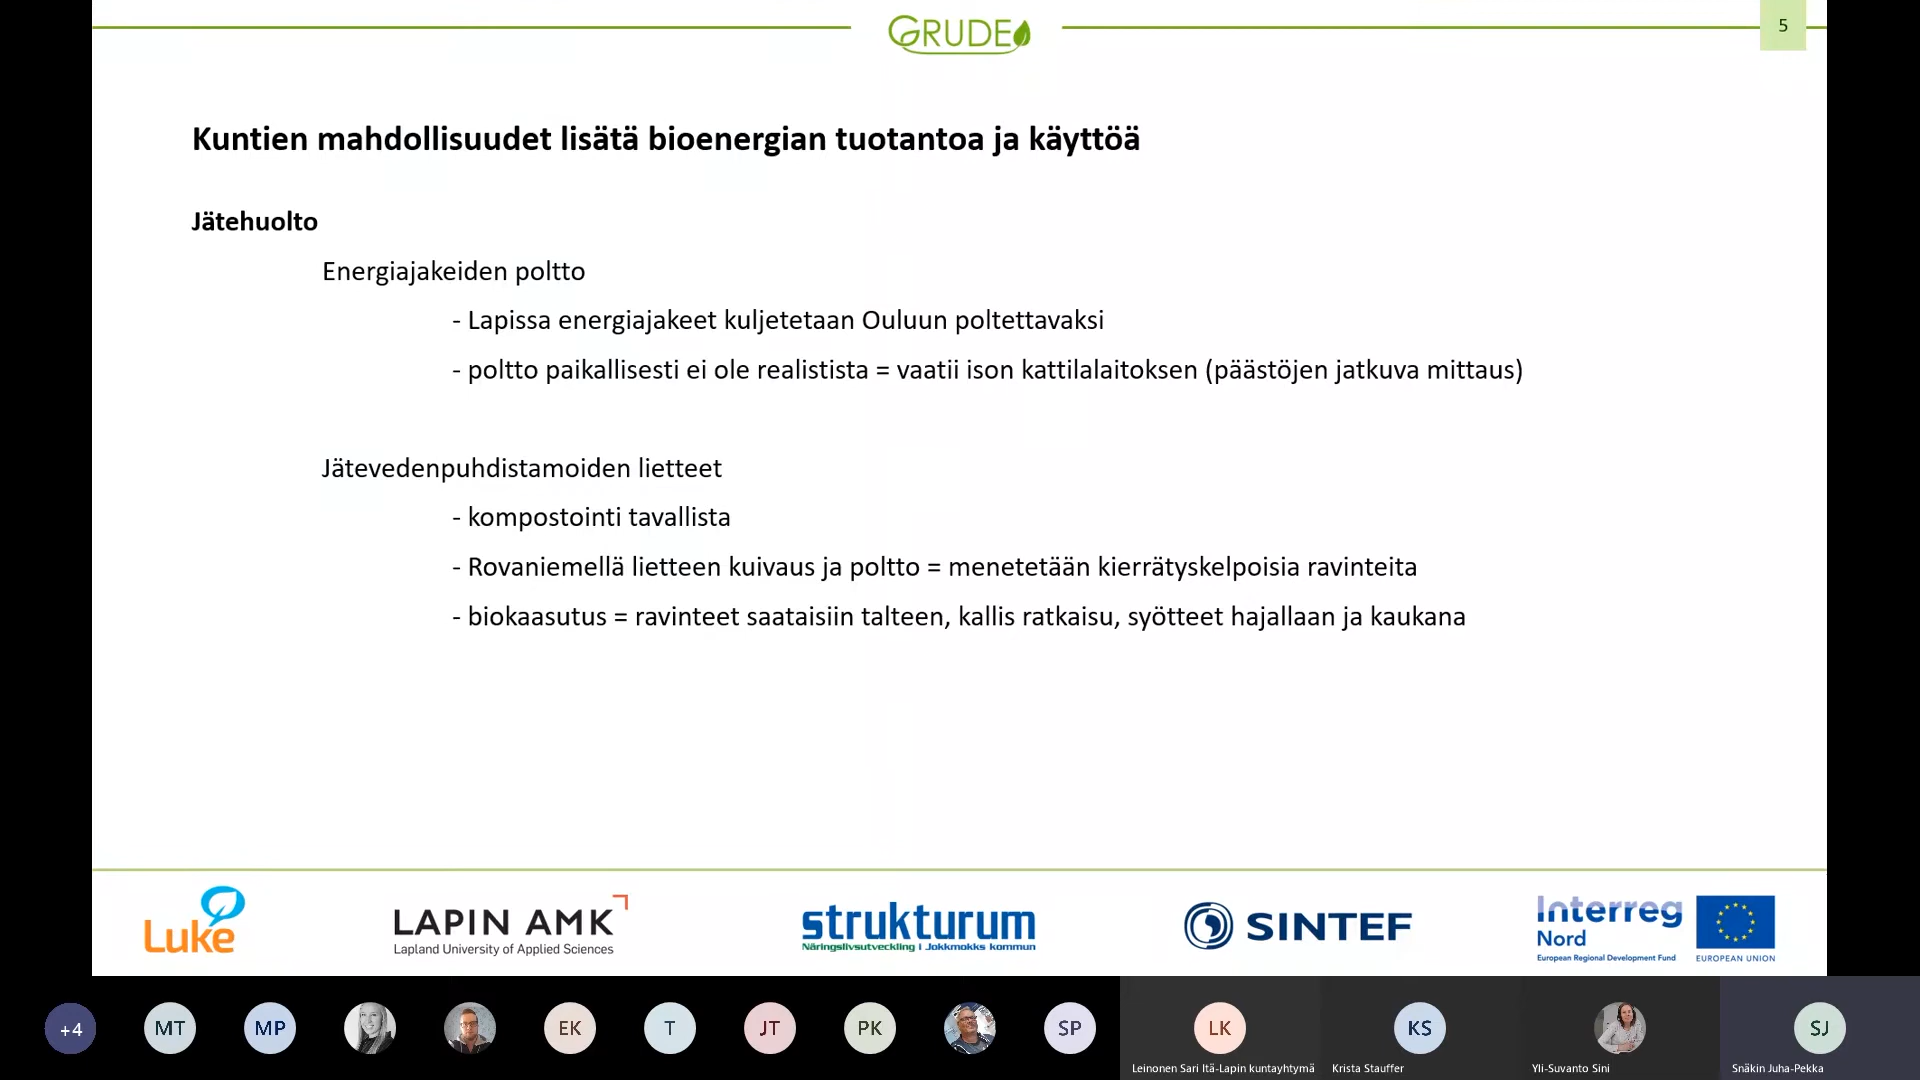 GRUDE
5
Kuntien mahdollisuudet lisätä bioenergian tuotantoa ja käyttöä
Jätehuolto
Energiajakeiden poltto
- Lapissa energiajakeet kuljetetaan Ouluun poltettavaksi
- poltto paikallisesti ei ole realistista = vaatii ison kattilalaitoksen (päästöjen jatkuva mittaus)
Jätevedenpuhdistamoiden lietteet
- kompostointi tavallista
- Rovaniemellä lietteen kuivaus ja poltto = menetetään kierrätyskelpoisia ravinteita
- biokaasutus = ravinteet saataisiin talteen, kallis ratkaisu, syötteet hajallaan ja kaukana
Luke
LAPIN AMK
Lapland University of Applied Sciences
strukturum
Näringslivsutveckling i Jokkmokks kommun
SINTEF
Interreg
Nord
European Regional Development Fund
EUROPEAN UNION
+4
MT
MP
EK
T
JT
PK
SP
LK
KS
SJ
Leinonen Sari Itä-Lapin kuntayhtymä
Krista Stauffer
Yli-Suvanto Sini
Snäkin Juha-Pekka